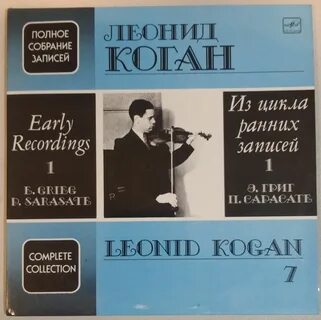 ПОЛНОЕ
СОБРАНИЕ
ЗАПИСЕЙ
ЛЕОНИД
КОГАН
Early
Recordings
1
E. GRIEG
P. SARASATE
Из цикла
ранних
записей
1
Э. ГРИГ
П. САРАСАТЕ
COMPLETE
COLLECTION
LEONID KOGAN
7